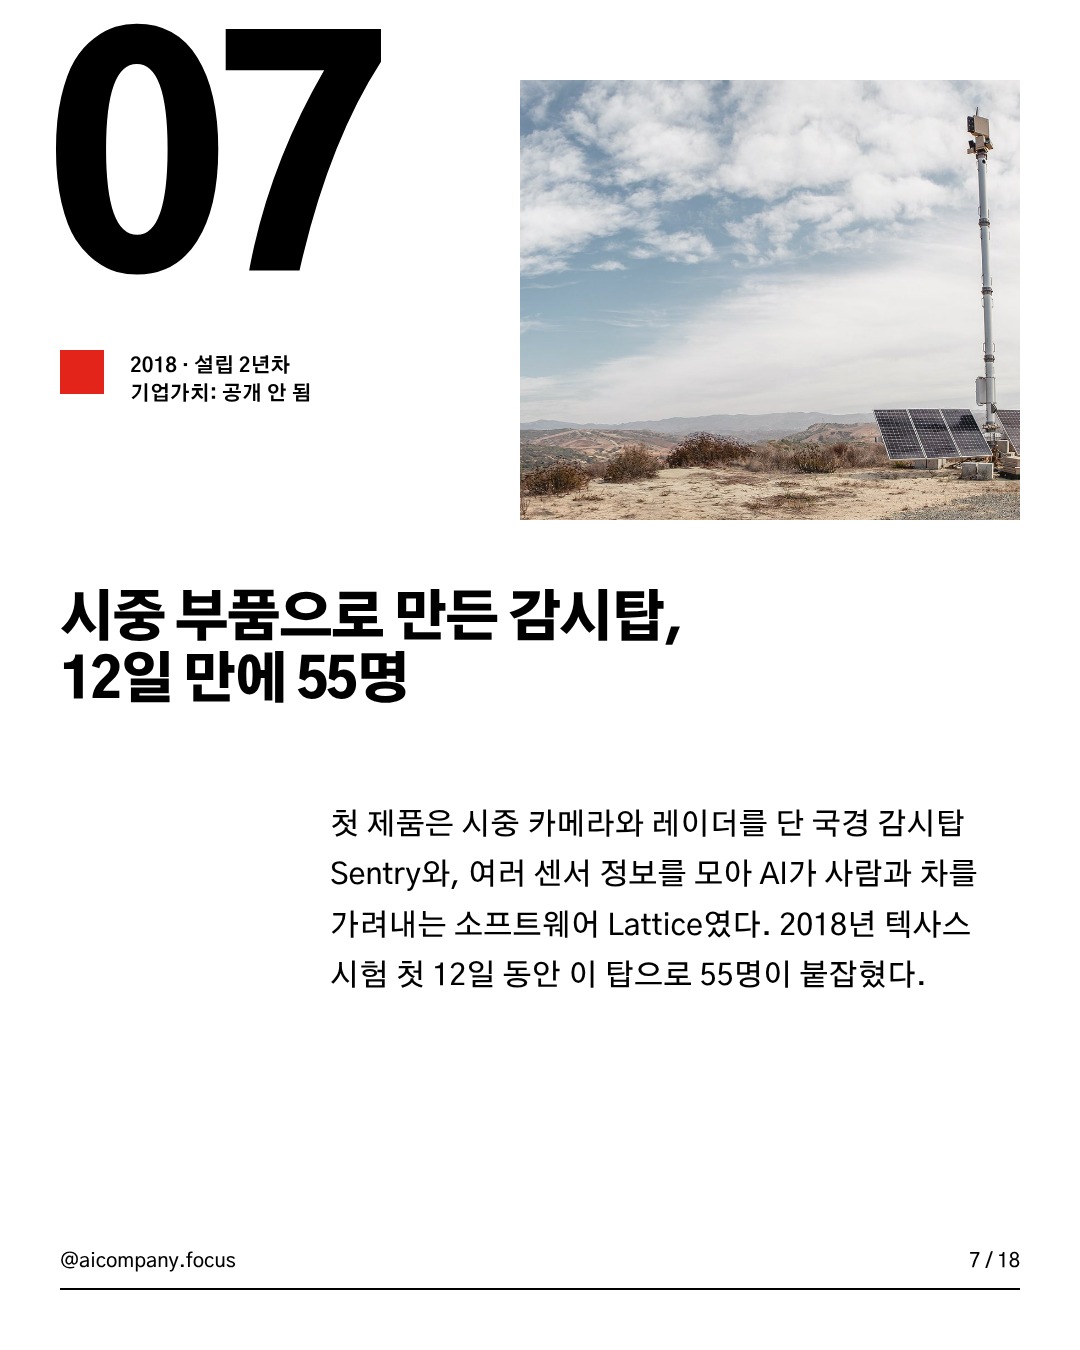 07
2018 · 설립 2년차
기업가치: 공개 안 됨
시중 부품으로 만든 감시탑,
12일 만에 55명
첫 제품은 시중 카메라와 레이더를 단 국경 감시탑
Sentry와, 여러 센서 정보를 모아 AI가 사람과 차를
가려내는 소프트웨어 Lattice였다. 2018년 텍사스
시험 첫 12일 동안 이 탑으로 55명이 붙잡혔다.
@aicompany.focus
7 / 18